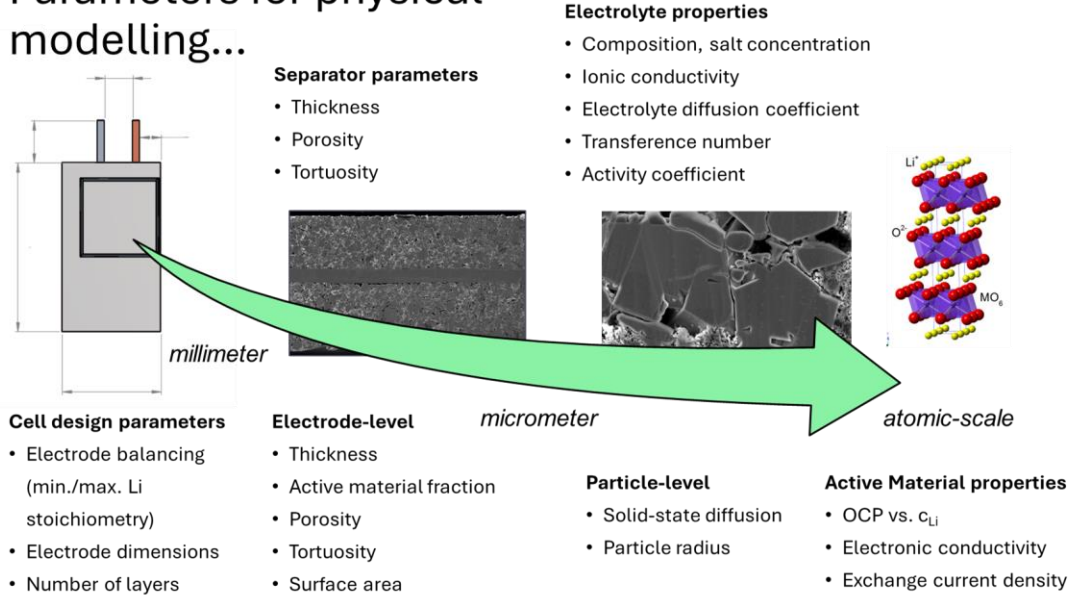 Parameters for physical
modelling...
Electrolyte properties
• Composition, salt concentration
• Ionic conductivity
• Electrolyte diffusion coefficient
• Transference number
• Activity coefficient
Separator parameters
• Thickness
• Porosity
• Tortuosity
Li⁺
O²⁻
MO₆
millimeter
micrometer
atomic-scale
Cell design parameters
• Electrode balancing
(min./max. Li
stoichiometry)
• Electrode dimensions
• Number of layers
Electrode-level
• Thickness
• Active material fraction
• Porosity
• Tortuosity
• Surface area
Particle-level
• Solid-state diffusion
• Particle radius
Active Material properties
• OCP vs. c_Li
• Electronic conductivity
• Exchange current density